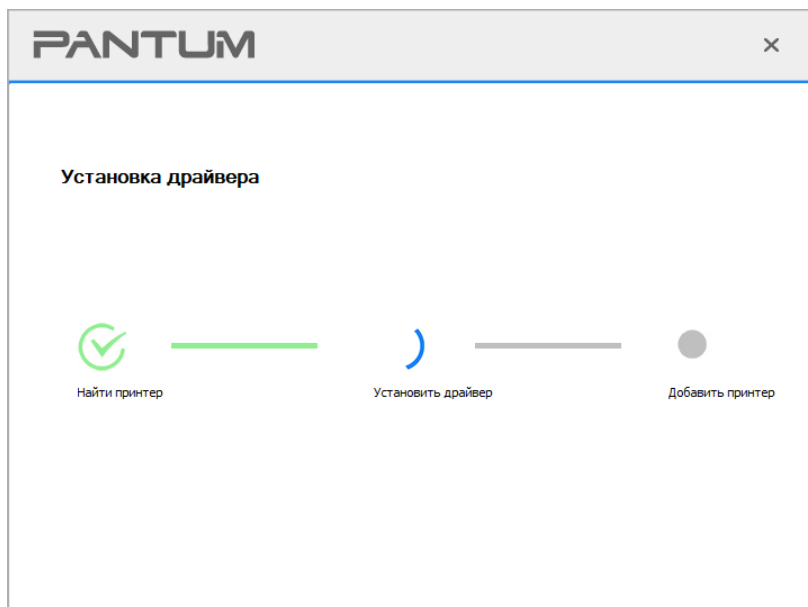 PANTUM
Установка драйвера
Найти принтер
Установить драйвер
Добавить принтер